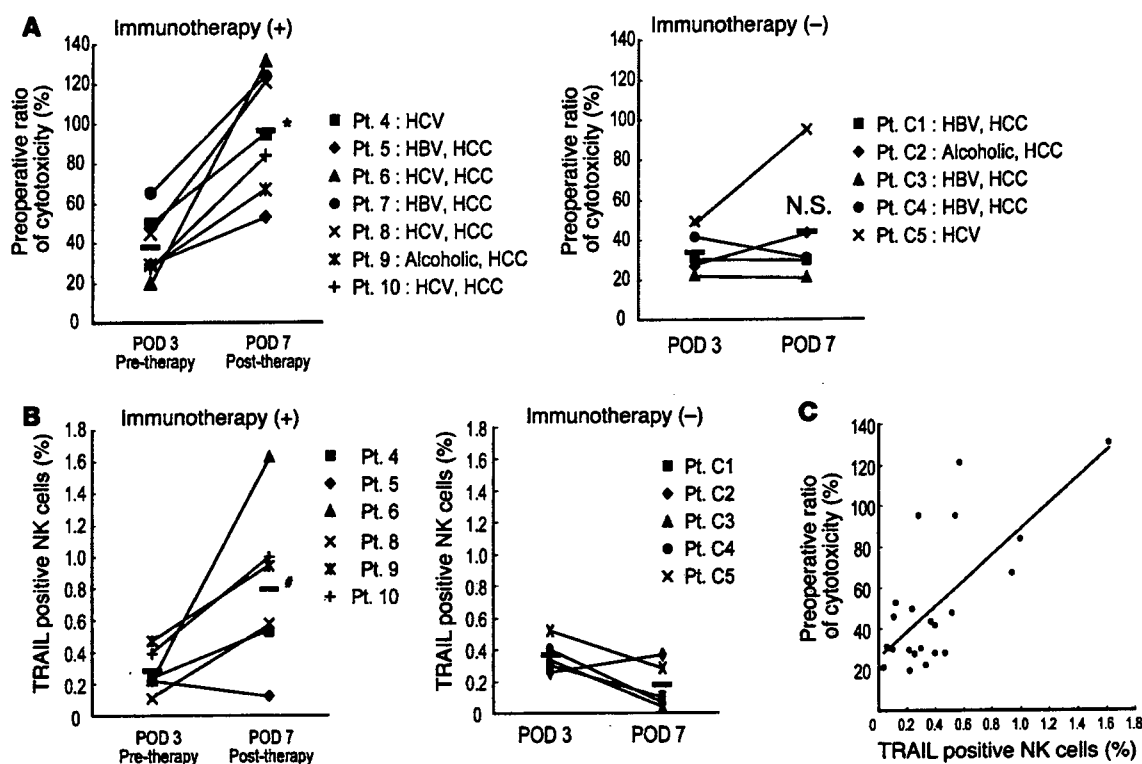 A
Immunotherapy (+)
Preoperative ratio
of cytotoxicity (%)
140
120
100
80
60
40
20
0
*
POD 3
Pre-therapy
POD 7
Post-therapy
Pt. 4 : HCV
Pt. 5 : HBV, HCC
Pt. 6 : HCV, HCC
Pt. 7 : HBV, HCC
Pt. 8 : HCV, HCC
Pt. 9 : Alcoholic, HCC
Pt. 10 : HCV, HCC
Immunotherapy (–)
Preoperative ratio
of cytotoxicity (%)
140
120
100
80
60
40
20
0
N.S.
POD 3
POD 7
Pt. C1 : HBV, HCC
Pt. C2 : Alcoholic, HCC
Pt. C3 : HBV, HCC
Pt. C4 : HBV, HCC
Pt. C5 : HCV
B
Immunotherapy (+)
TRAIL positive NK cells (%)
1.8
1.6
1.4
1.2
1.0
0.8
0.6
0.4
0.2
0
#
POD 3
Pre-therapy
POD 7
Post-therapy
Pt. 4
Pt. 5
Pt. 6
Pt. 8
Pt. 9
Pt. 10
Immunotherapy (–)
TRAIL positive NK cells (%)
1.8
1.6
1.4
1.2
1.0
0.8
0.6
0.4
0.2
0
POD 3
POD 7
Pt. C1
Pt. C2
Pt. C3
Pt. C4
Pt. C5
C
Preoperative ratio
of cytotoxicity (%)
140
120
100
80
60
40
20
0
0 0.2 0.4 0.6 0.8 1.0 1.2 1.4 1.6 1.8
TRAIL positive NK cells (%)